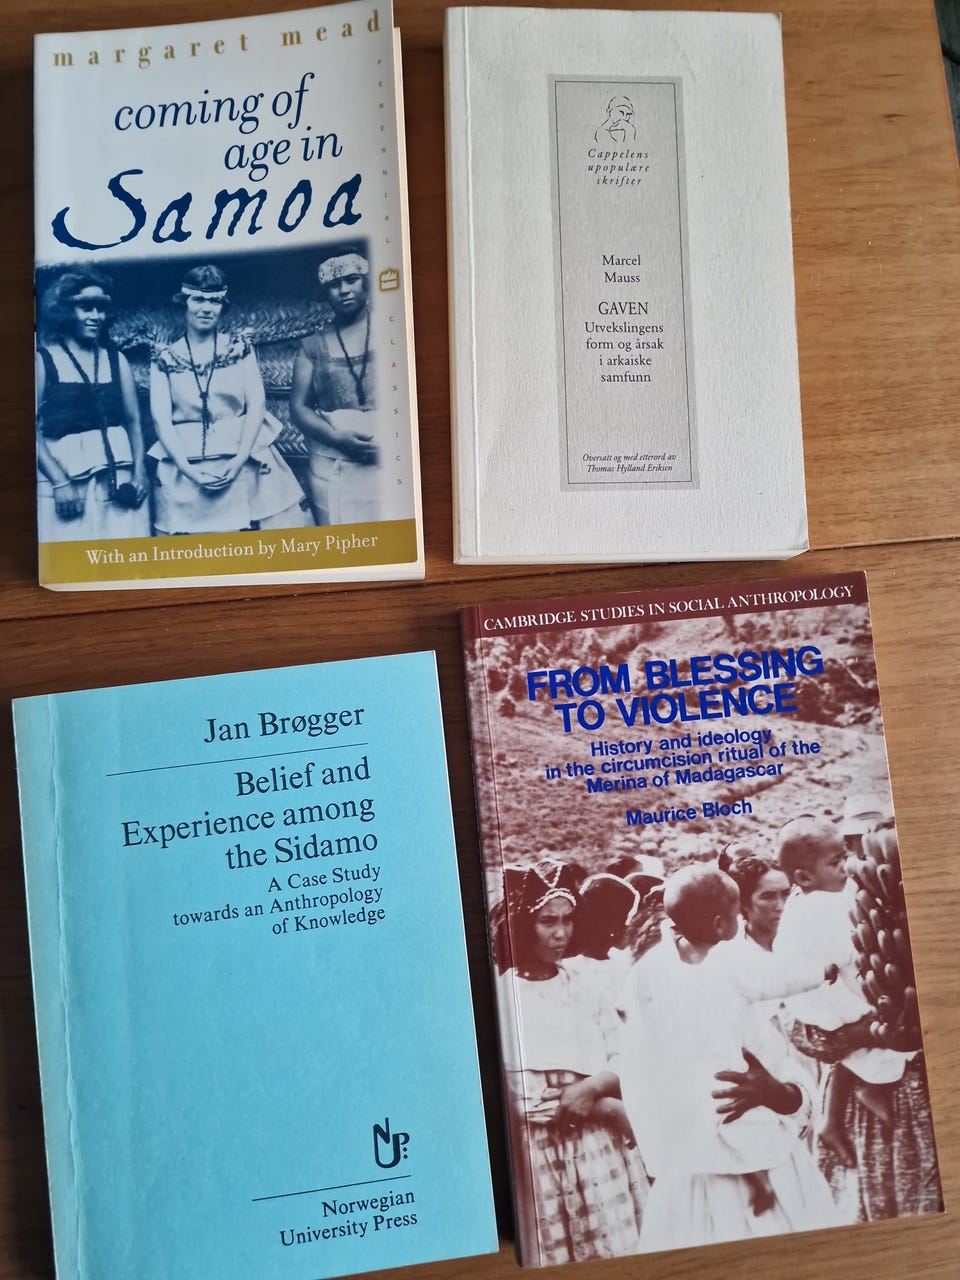 margaret mead
coming of
age in
Samoa
PERENNIAL CLASSICS
With an Introduction by Mary Pipher
Cappelens
upopulære
skrifter
Marcel
Mauss
GAVEN
Utvekslingens
form og årsak
i arkaiske
samfunn
Oversatt og med etterord av
Thomas Hylland Eriksen
Jan Brøgger
Belief and
Experience among
the Sidamo
A Case Study
towards an Anthropology
of Knowledge
Norwegian
University Press
CAMBRIDGE STUDIES IN SOCIAL ANTHROPOLOGY
FROM BLESSING
TO VIOLENCE
History and ideology
in the circumcision ritual of the
Merina of Madagascar
Maurice Bloch